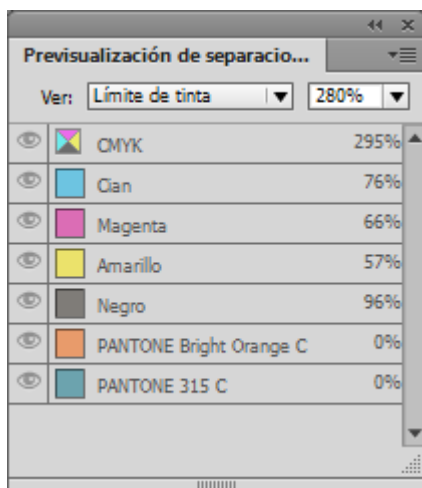 Previsualización de separacio...
Ver: Límite de tinta 280%
CMYK 295%
Cian 76%
Magenta 66%
Amarillo 57%
Negro 96%
PANTONE Bright Orange C 0%
PANTONE 315 C 0%